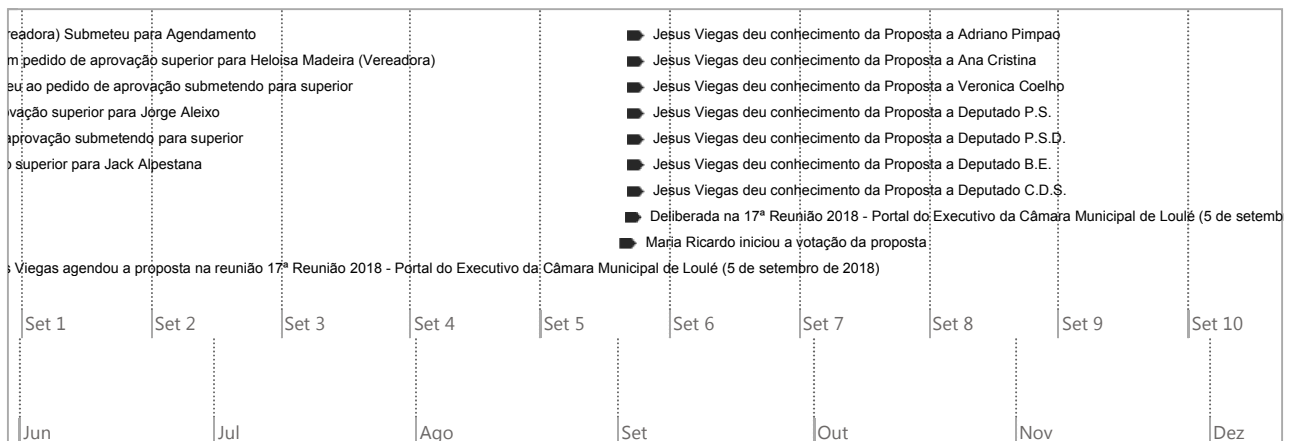 readora) Submeteu para Agendamento
m pedido de aprovação superior para Heloisa Madeira (Vereadora)
eu ao pedido de aprovação submetendo para superior
vação superior para Jorge Aleixo
aprovação submetendo para superior
o superior para Jack Alpestana
Jesus Viegas deu conhecimento da Proposta a Adriano Pimpao
Jesus Viegas deu conhecimento da Proposta a Ana Cristina
Jesus Viegas deu conhecimento da Proposta a Veronica Coelho
Jesus Viegas deu conhecimento da Proposta a Deputado P.S.
Jesus Viegas deu conhecimento da Proposta a Deputado P.S.D.
Jesus Viegas deu conhecimento da Proposta a Deputado B.E.
Jesus Viegas deu conhecimento da Proposta a Deputado C.D.S.
Deliberada na 17ª Reunião 2018 - Portal do Executivo da Câmara Municipal de Loulé (5 de setemb
Maria Ricardo iniciou a votação da proposta
s Viegas agendou a proposta na reunião 17ª Reunião 2018 - Portal do Executivo da Câmara Municipal de Loulé (5 de setembro de 2018)
Set 1 Set 2 Set 3 Set 4 Set 5 Set 6 Set 7 Set 8 Set 9 Set 10
Jun Jul Ago Set Out Nov Dez